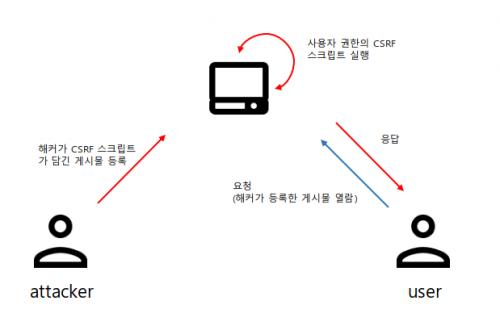 사용자 권한의 CSRF
스크립트 실행
해커가 CSRF 스크립트
가 담긴 게시물 등록
응답
요청
(해커가 등록한 게시물 열람)
attacker
user